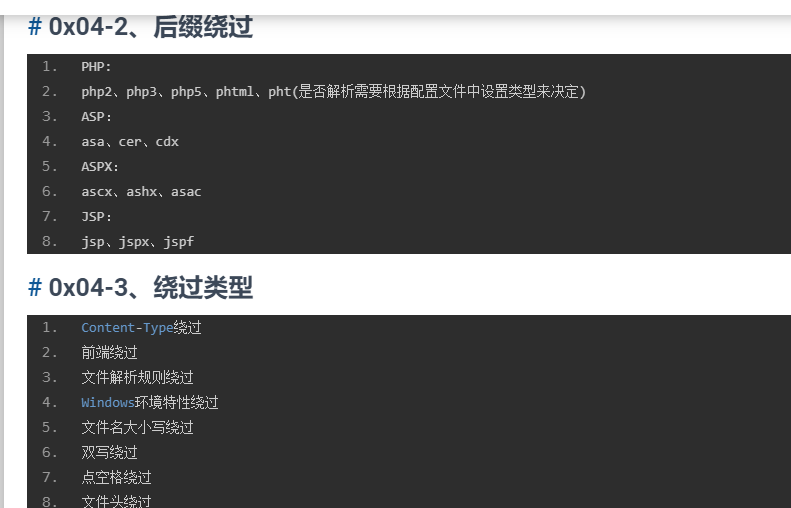 # 0x04-2、后缀绕过
1. PHP:
2. php2、php3、php5、phtml、pht(是否解析需要根据配置文件中设置类型来决定)
3. ASP:
4. asa、cer、cdx
5. ASPX:
6. ascx、ashx、asac
7. JSP:
8. jsp、jspx、jspf
# 0x04-3、绕过类型
1. Content-Type绕过
2. 前端绕过
3. 文件解析规则绕过
4. Windows环境特性绕过
5. 文件名大小写绕过
6. 双写绕过
7. 点空格绕过
8. 文件头绕过